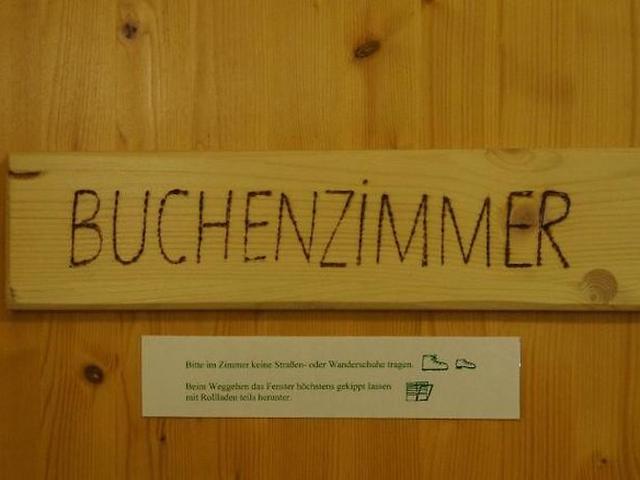 BUCHENZiMMER
Bitte im Zimmer keine Straßen- oder Wanderschuhe tragen.
Beim Weggehen das Fenster höchstens gekippt lassen
mit Rollladen teils herunter.